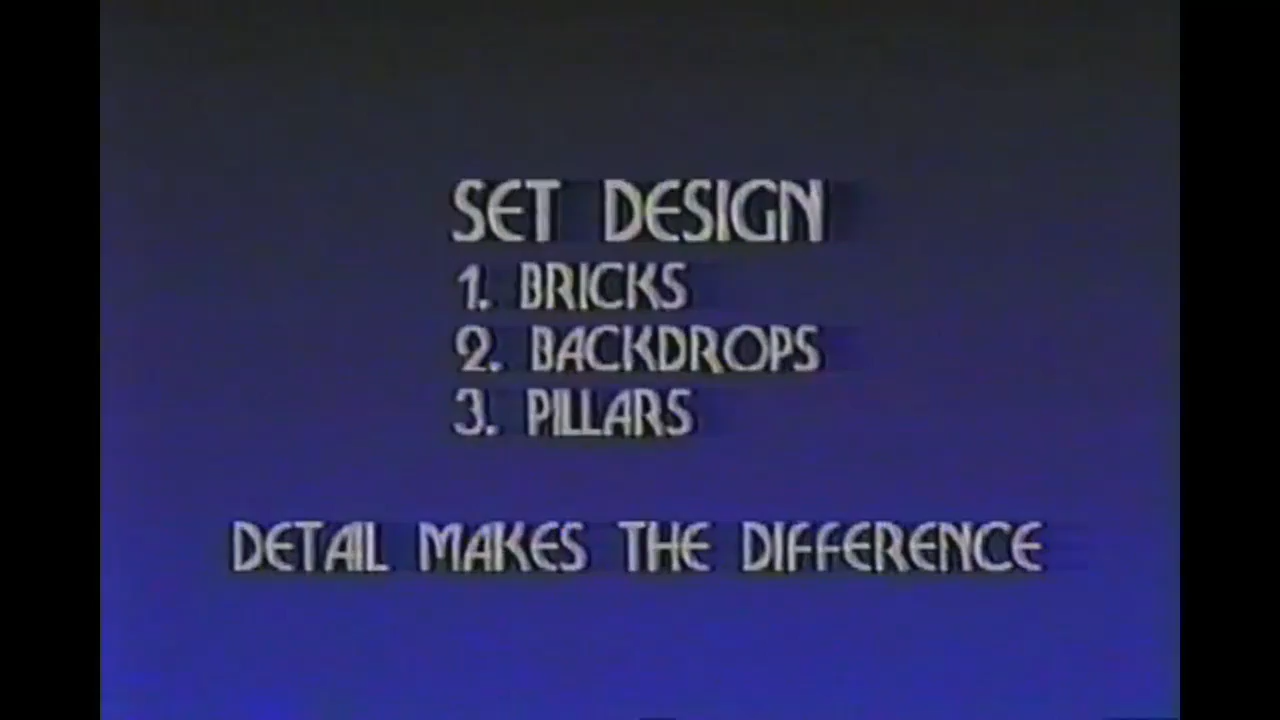 SET DESIGN
1. BRICKS
2. BACKDROPS
3. PILLARS
DETAIL MAKES THE DIFFERENCE